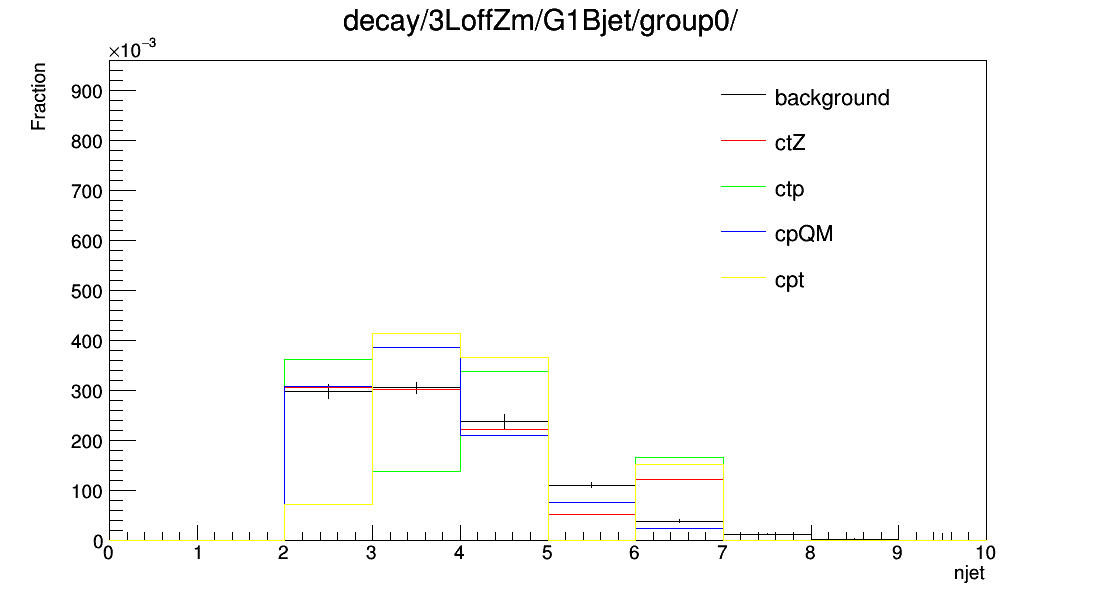 decay/3LoffZm/G1Bjet/group0/
×10⁻³
Fraction
900
800
700
600
500
400
300
200
100
0
background
ctZ
ctp
cpQM
cpt
0 1 2 3 4 5 6 7 8 9 10
njet